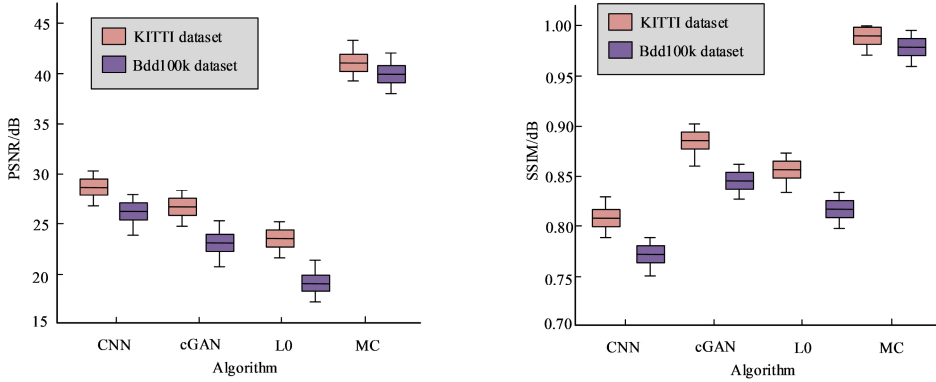 45
40
35
30
25
20
15
PSNR/dB
KITTI dataset
Bdd100k dataset
CNN
cGAN
L0
MC
Algorithm
1.00
0.98
0.90
0.85
0.80
0.75
0.70
SSIM/dB
KITTI dataset
Bdd100k dataset
CNN
cGAN
L0
MC
Algorithm